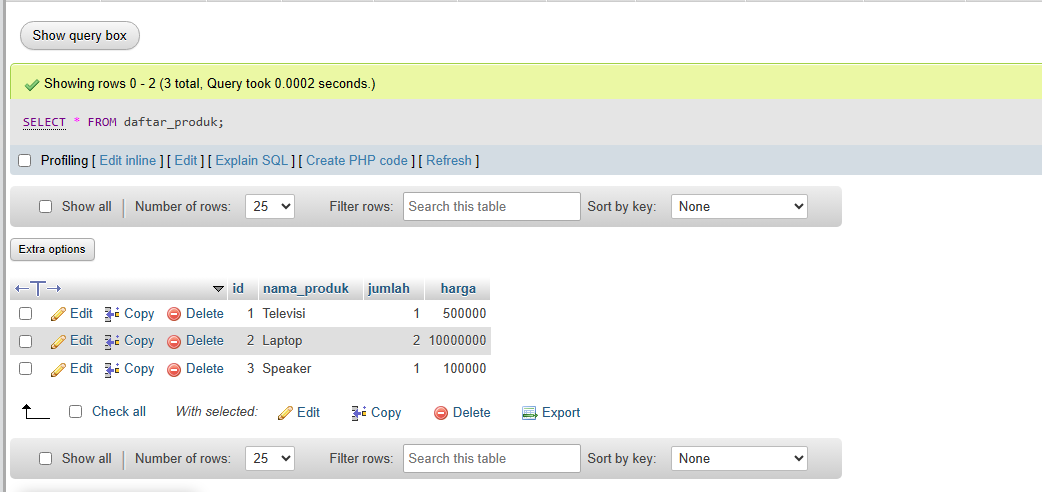 Show query box
Showing rows 0 - 2 (3 total, Query took 0.0002 seconds.)
SELECT * FROM daftar_produk;
Profiling [ Edit inline ] [ Edit ] [ Explain SQL ] [ Create PHP code ] [ Refresh ]
Show all Number of rows: 25 Filter rows: Search this table Sort by key: None
Extra options
id nama_produk jumlah harga
Edit Copy Delete 1 Televisi 1 500000
Edit Copy Delete 2 Laptop 2 10000000
Edit Copy Delete 3 Speaker 1 100000
Check all With selected: Edit Copy Delete Export
Show all Number of rows: 25 Filter rows: Search this table Sort by key: None